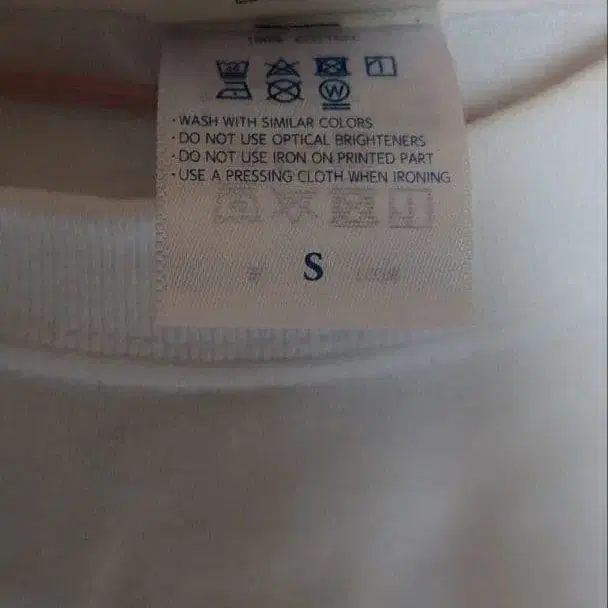 · WASH WITH SIMILAR COLORS
· DO NOT USE OPTICAL BRIGHTENERS
· DO NOT USE IRON ON PRINTED PART
· USE A PRESSING CLOTH WHEN IRONING
S